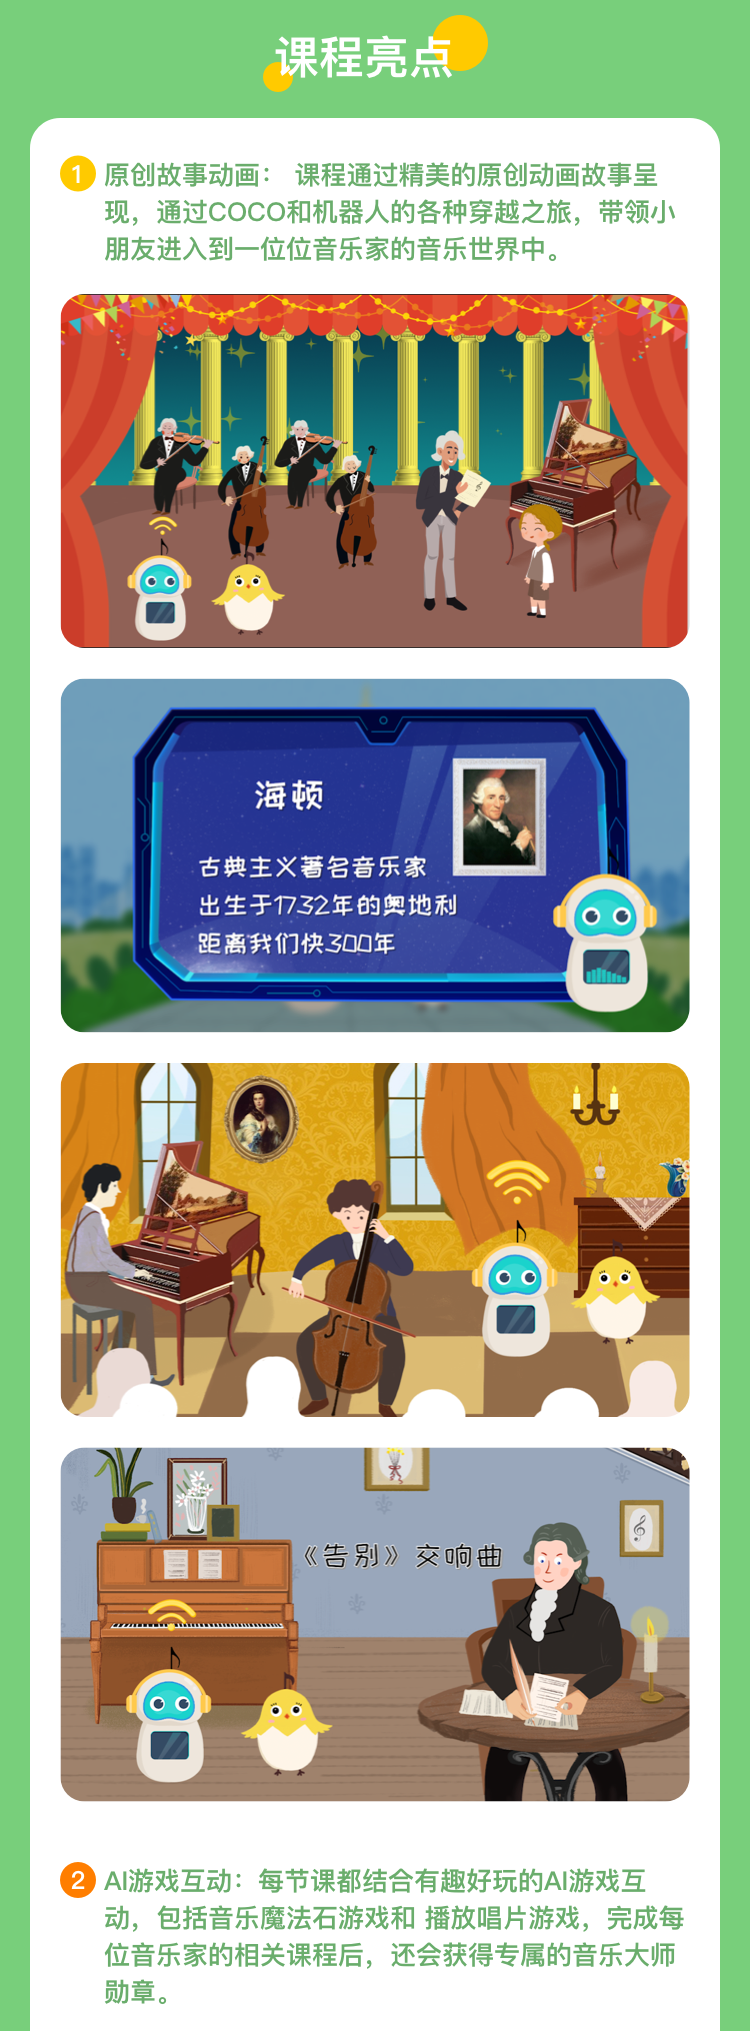 课程亮点
1 原创故事动画： 课程通过精美的原创动画故事呈
现，通过COCO和机器人的各种穿越之旅，带领小
朋友进入到一位位音乐家的音乐世界中。
海顿
古典主义著名音乐家
出生于1732年的奥地利
距离我们快300年
《告别》交响曲
2 AI游戏互动：每节课都结合有趣好玩的AI游戏互
动，包括音乐魔法石游戏和 播放唱片游戏，完成每
位音乐家的相关课程后，还会获得专属的音乐大师
勋章。